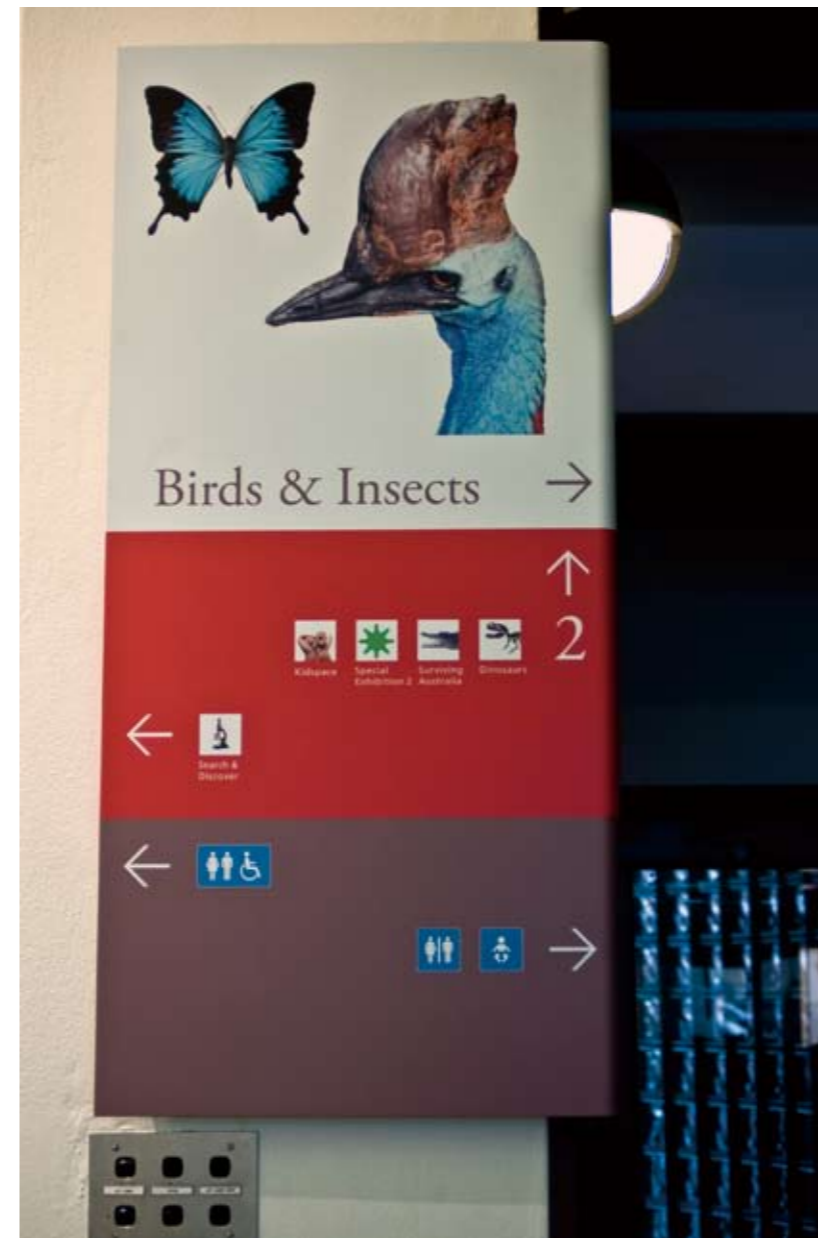 Birds & Insects →
↑
2
Kidspace
Special
Exhibition 2
Surviving
Australia
Dinosaurs
←
Search &
Discover
←
→